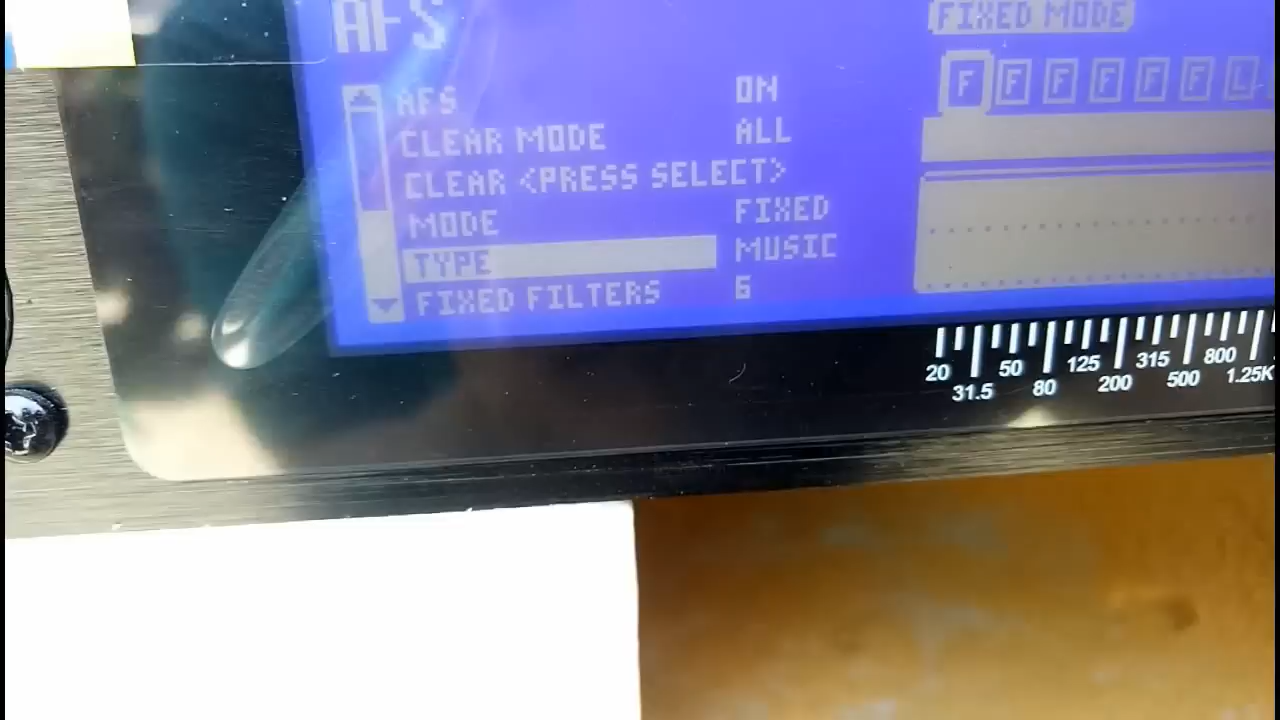 AFS
AFS ON
CLEAR MODE ALL
CLEAR <PRESS SELECT>
MODE FIXED
TYPE MUSIC
FIXED FILTERS 6
FIXED MODE
F F F F F F L
20 31.5 50 80 125 200 315 500 800 1.25K